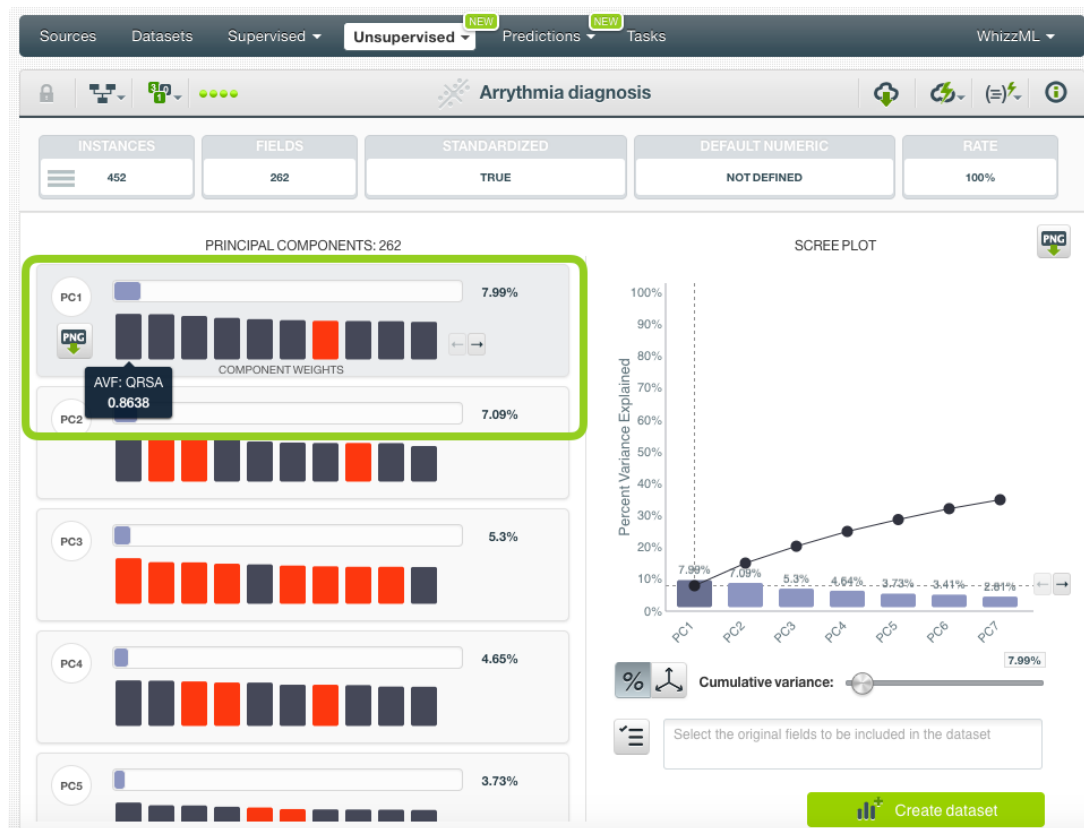 NEW NEW
Sources Datasets Supervised Unsupervised Predictions Tasks WhizzML
Arrythmia diagnosis
INSTANCES FIELDS STANDARDIZED DEFAULT NUMERIC RATE
452 262 TRUE NOT DEFINED 100%
PRINCIPAL COMPONENTS: 262
PC1 7.99%
PNG
COMPONENT WEIGHTS
AVF: QRSA
0.8638
PC2 7.09%
PC3 5.3%
PC4 4.65%
PC5 3.73%
SCREE PLOT
PNG
Percent Variance Explained
100%
90%
80%
70%
60%
50%
40%
30%
20%
10%
0%
7.99% 7.09% 5.3% 4.64% 3.73% 3.41% 2.81%
PC1 PC2 PC3 PC4 PC5 PC6 PC7
7.99%
% Cumulative variance:
Select the original fields to be included in the dataset
Create dataset